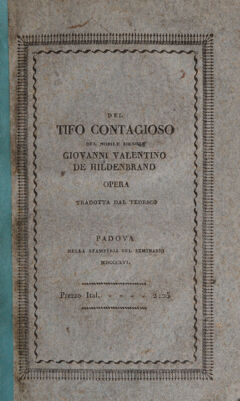 DEL
TIFO CONTAGIOSO
DEL NOBILE SIGNOR
GIOVANNI VALENTINO
DE HILDENBRAND
OPERA
TRADOTTA DAL TEDESCO
PADOVA
NELLA STAMPERIA DEL SEMINARIO
MDCCCXVI.
Prezzo Ital.